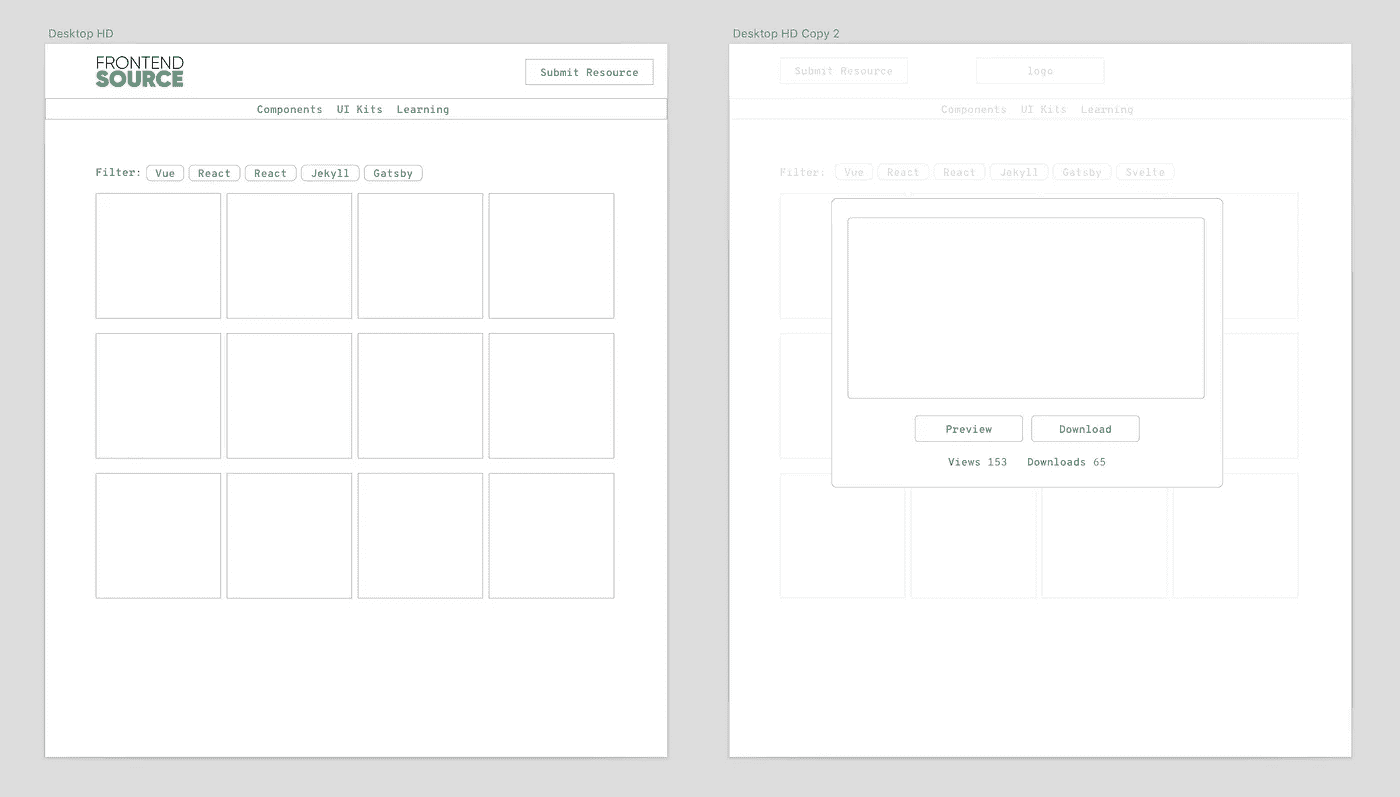 Desktop HD
FRONTEND
SOURCE
Submit Resource
Components UI Kits Learning
Filter: Vue React React Jekyll Gatsby
Desktop HD Copy 2
Submit Resource logo
Components UI Kits Learning
Filter: Vue React React Jekyll Gatsby Svelte
Preview Download
Views 153 Downloads 65